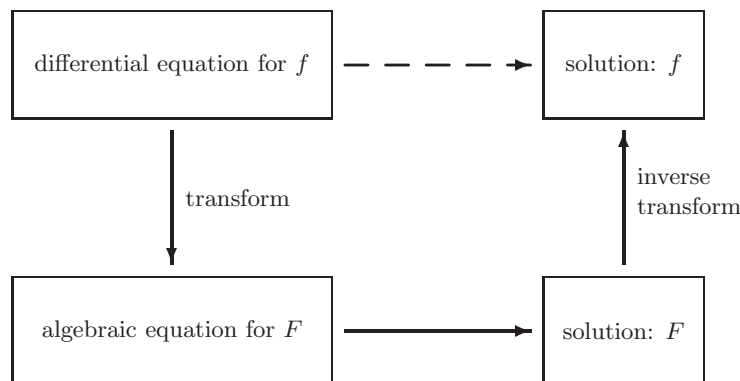 differential equation for f
solution: f
transform
inverse
transform
algebraic equation for F
solution: F